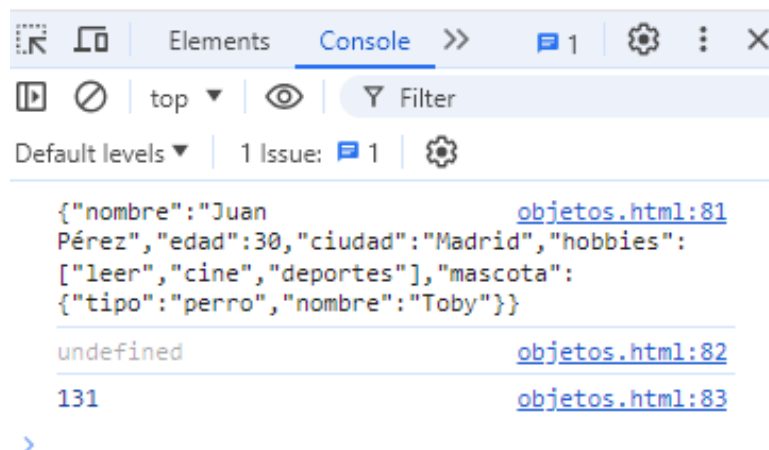 Elements Console >> 1
top ▼ Filter
Default levels ▼ 1 Issue: 1
{"nombre":"Juan objetos.html:81
Pérez","edad":30,"ciudad":"Madrid","hobbies":
["leer","cine","deportes"],"mascota":
{"tipo":"perro","nombre":"Toby"}}
undefined objetos.html:82
131 objetos.html:83
>